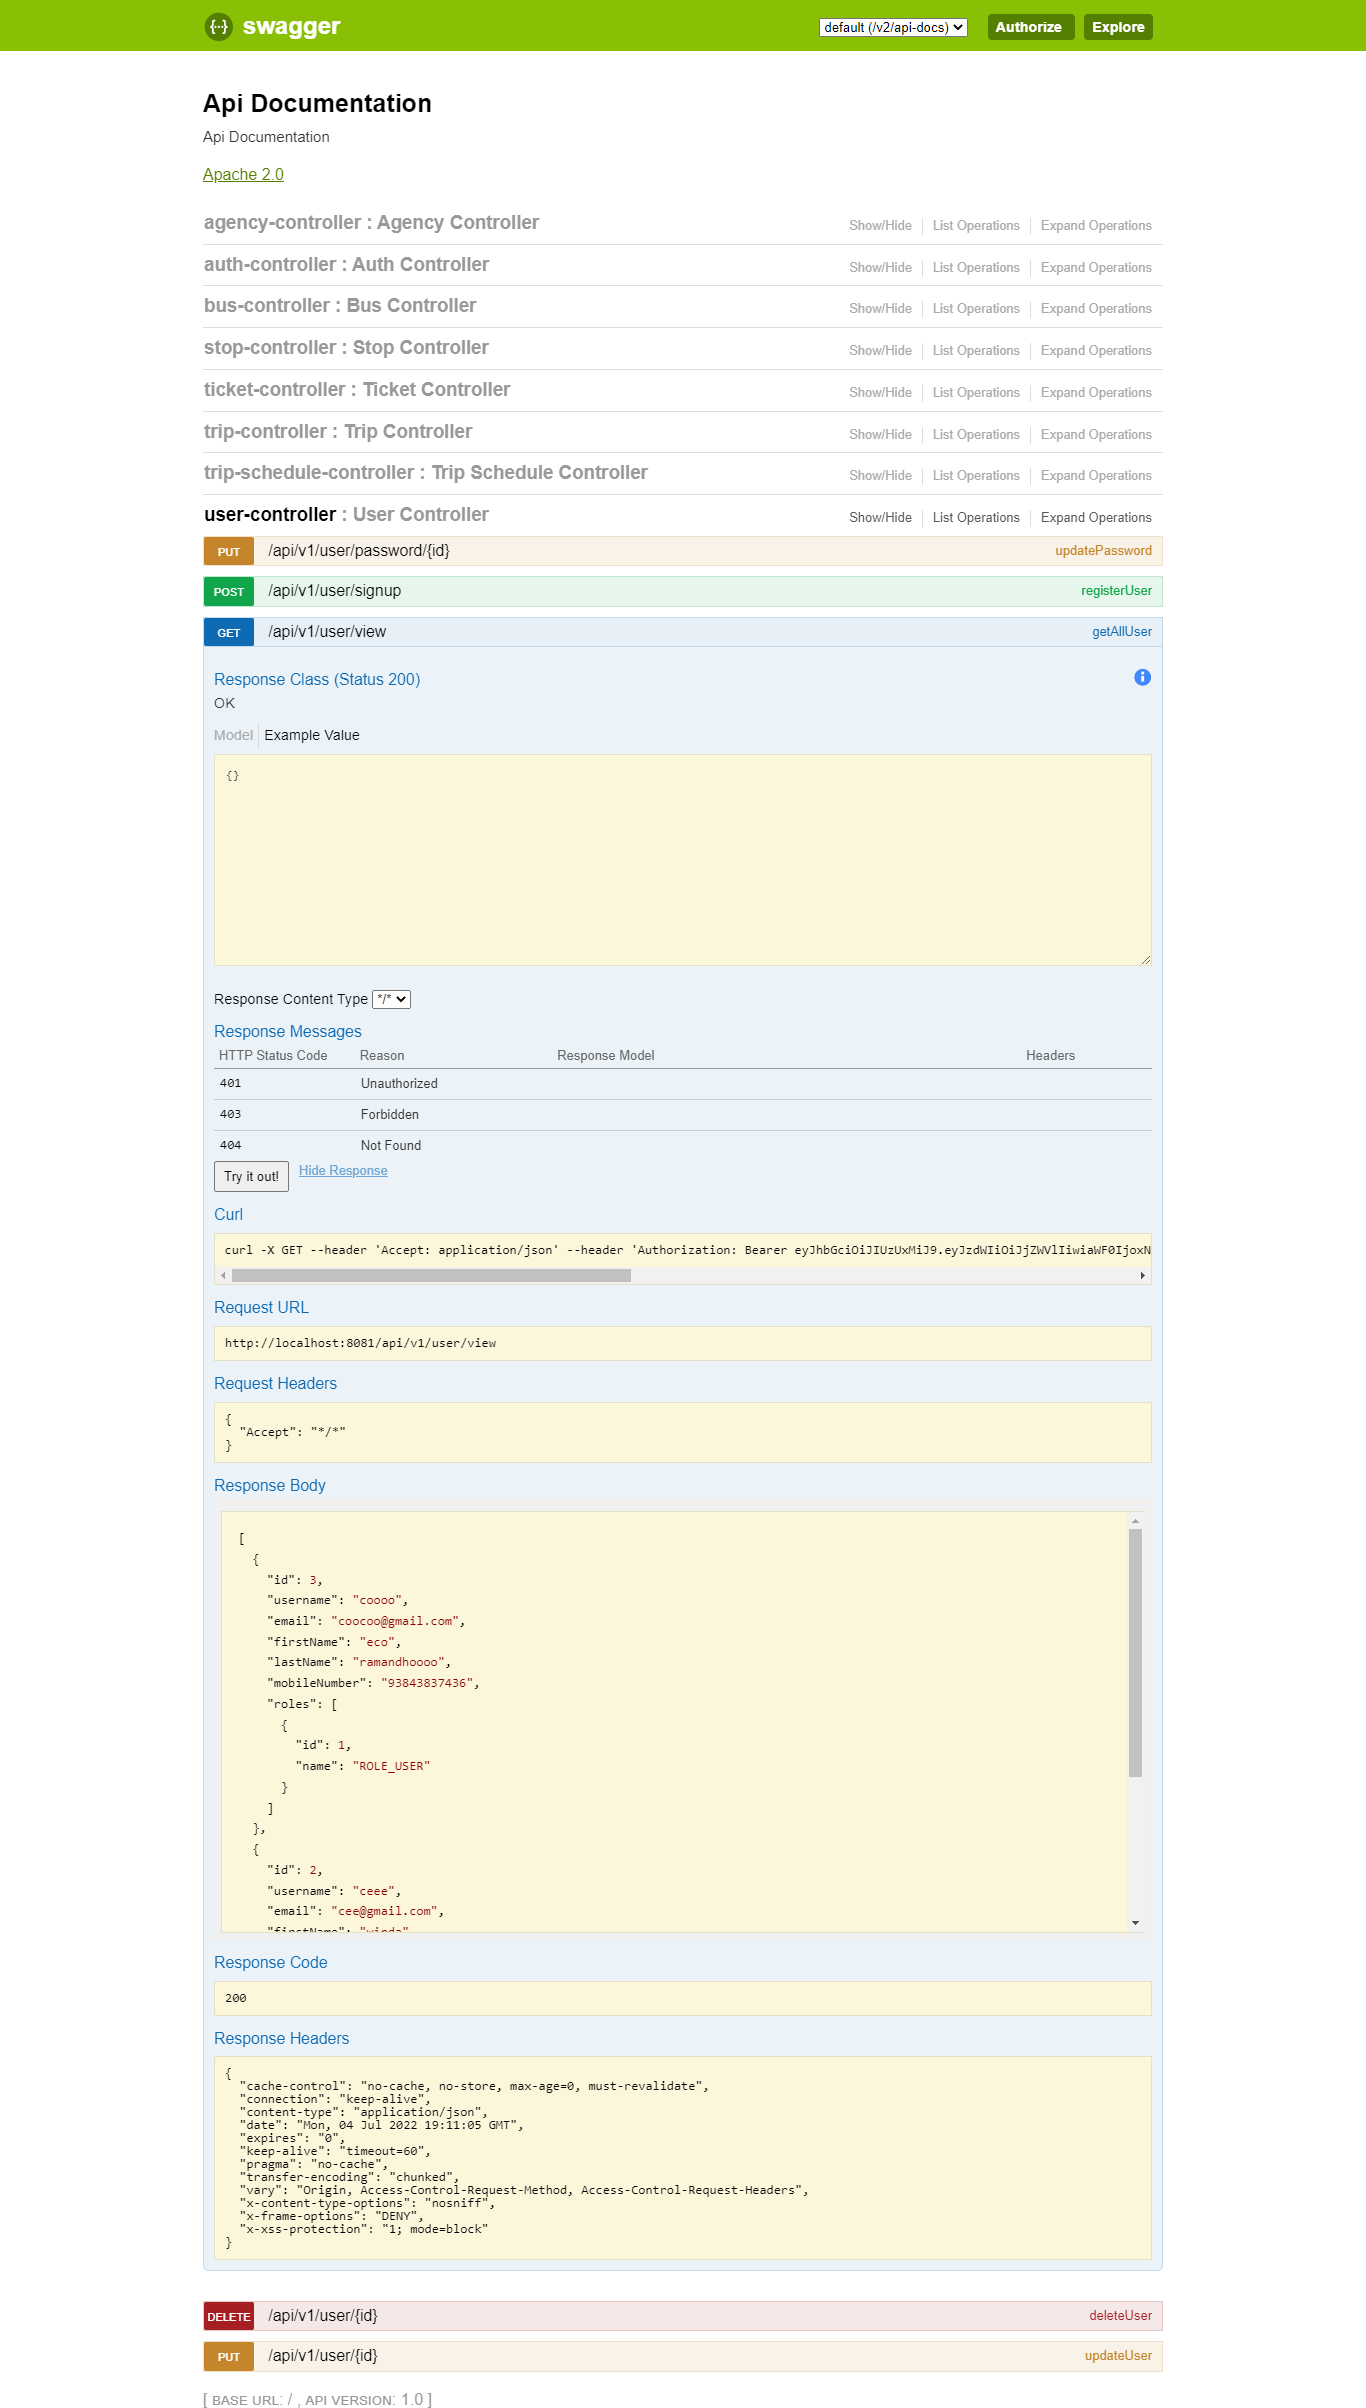 swagger
default (/v2/api-docs)
Authorize
Explore
Api Documentation
Api Documentation
Apache 2.0
agency-controller : Agency Controller Show/Hide List Operations Expand Operations
auth-controller : Auth Controller Show/Hide List Operations Expand Operations
bus-controller : Bus Controller Show/Hide List Operations Expand Operations
stop-controller : Stop Controller Show/Hide List Operations Expand Operations
ticket-controller : Ticket Controller Show/Hide List Operations Expand Operations
trip-controller : Trip Controller Show/Hide List Operations Expand Operations
trip-schedule-controller : Trip Schedule Controller Show/Hide List Operations Expand Operations
user-controller : User Controller Show/Hide List Operations Expand Operations
PUT /api/v1/user/password/{id} updatePassword
POST /api/v1/user/signup registerUser
GET /api/v1/user/view getAllUser
Response Class (Status 200)
OK
Model Example Value
{}
Response Content Type */*
Response Messages
HTTP Status Code Reason Response Model Headers
401 Unauthorized
403 Forbidden
404 Not Found
Try it out! Hide Response
Curl
curl -X GET --header 'Accept: application/json' --header 'Authorization: Bearer eyJhbGciOiJIUzUxMiJ9.eyJzdWIiOiJjZWVlIiwiaWF0IjoxN
Request URL
http://localhost:8081/api/v1/user/view
Request Headers
{
"Accept": "*/*"
}
Response Body
[
{
"id": 3,
"username": "coooo",
"email": "coocoo@gmail.com",
"firstName": "eco",
"lastName": "ramandhoooo",
"mobileNumber": "93843837436",
"roles": [
{
"id": 1,
"name": "ROLE_USER"
}
]
},
{
"id": 2,
"username": "ceee",
"email": "cee@gmail.com",
"firstName": "winda"
Response Code
200
Response Headers
{
"cache-control": "no-cache, no-store, max-age=0, must-revalidate",
"connection": "keep-alive",
"content-type": "application/json",
"date": "Mon, 04 Jul 2022 19:11:05 GMT",
"expires": "0",
"keep-alive": "timeout=60",
"pragma": "no-cache",
"transfer-encoding": "chunked",
"vary": "Origin, Access-Control-Request-Method, Access-Control-Request-Headers",
"x-content-type-options": "nosniff",
"x-frame-options": "DENY",
"x-xss-protection": "1; mode=block"
}
DELETE /api/v1/user/{id} deleteUser
PUT /api/v1/user/{id} updateUser
[ BASE URL: / , API VERSION: 1.0 ]